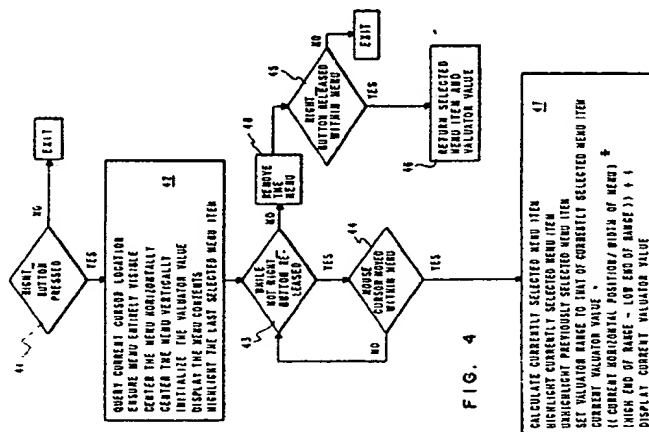 41
RIGHT
BUTTON
PRESSED
NO
EXIT
YES
42
QUERY CURRENT CURSOR LOCATION
ENSURE MENU ENTIRELY VISIBLE
CENTER THE MENU HORIZONTALLY
CENTER THE MENU VERTICALLY
INITIALIZE THE VALUATOR VALUE
DISPLAY THE MENU CONTENTS
HIGHLIGHT THE LAST SELECTED MENU ITEM
43
NOT RIGHT
BUTTON RE-
LEASED
NO
48
REMOVE
THE
MENU
45
RIGHT
BUTTON RELEASED
WITHIN MENU
NO
EXIT
YES
46
RETURN SELECTED
MENU ITEM AND
VALUATOR VALUE
YES
44
MOUSE
CURSOR MOVED
WITHIN MENU
NO
YES
47
CALCULATE CURRENTLY SELECTED MENU ITEM
HIGHLIGHT CURRENTLY SELECTED MENU ITEM
UNHIGHLIGHT PREVIOUSLY SELECTED MENU ITEM
SET VALUATOR RANGE TO THAT OF CURRENTLY SELECTED MENU ITEM
CURRENT VALUATOR VALUE
((CURRENT HORIZONTAL POSITION/ WIDTH OF MENU)
(HIGH END OF RANGE - LOW END OF RANGE))
DISPLAY CURRENT VALUATOR VALUE
FIG. 4